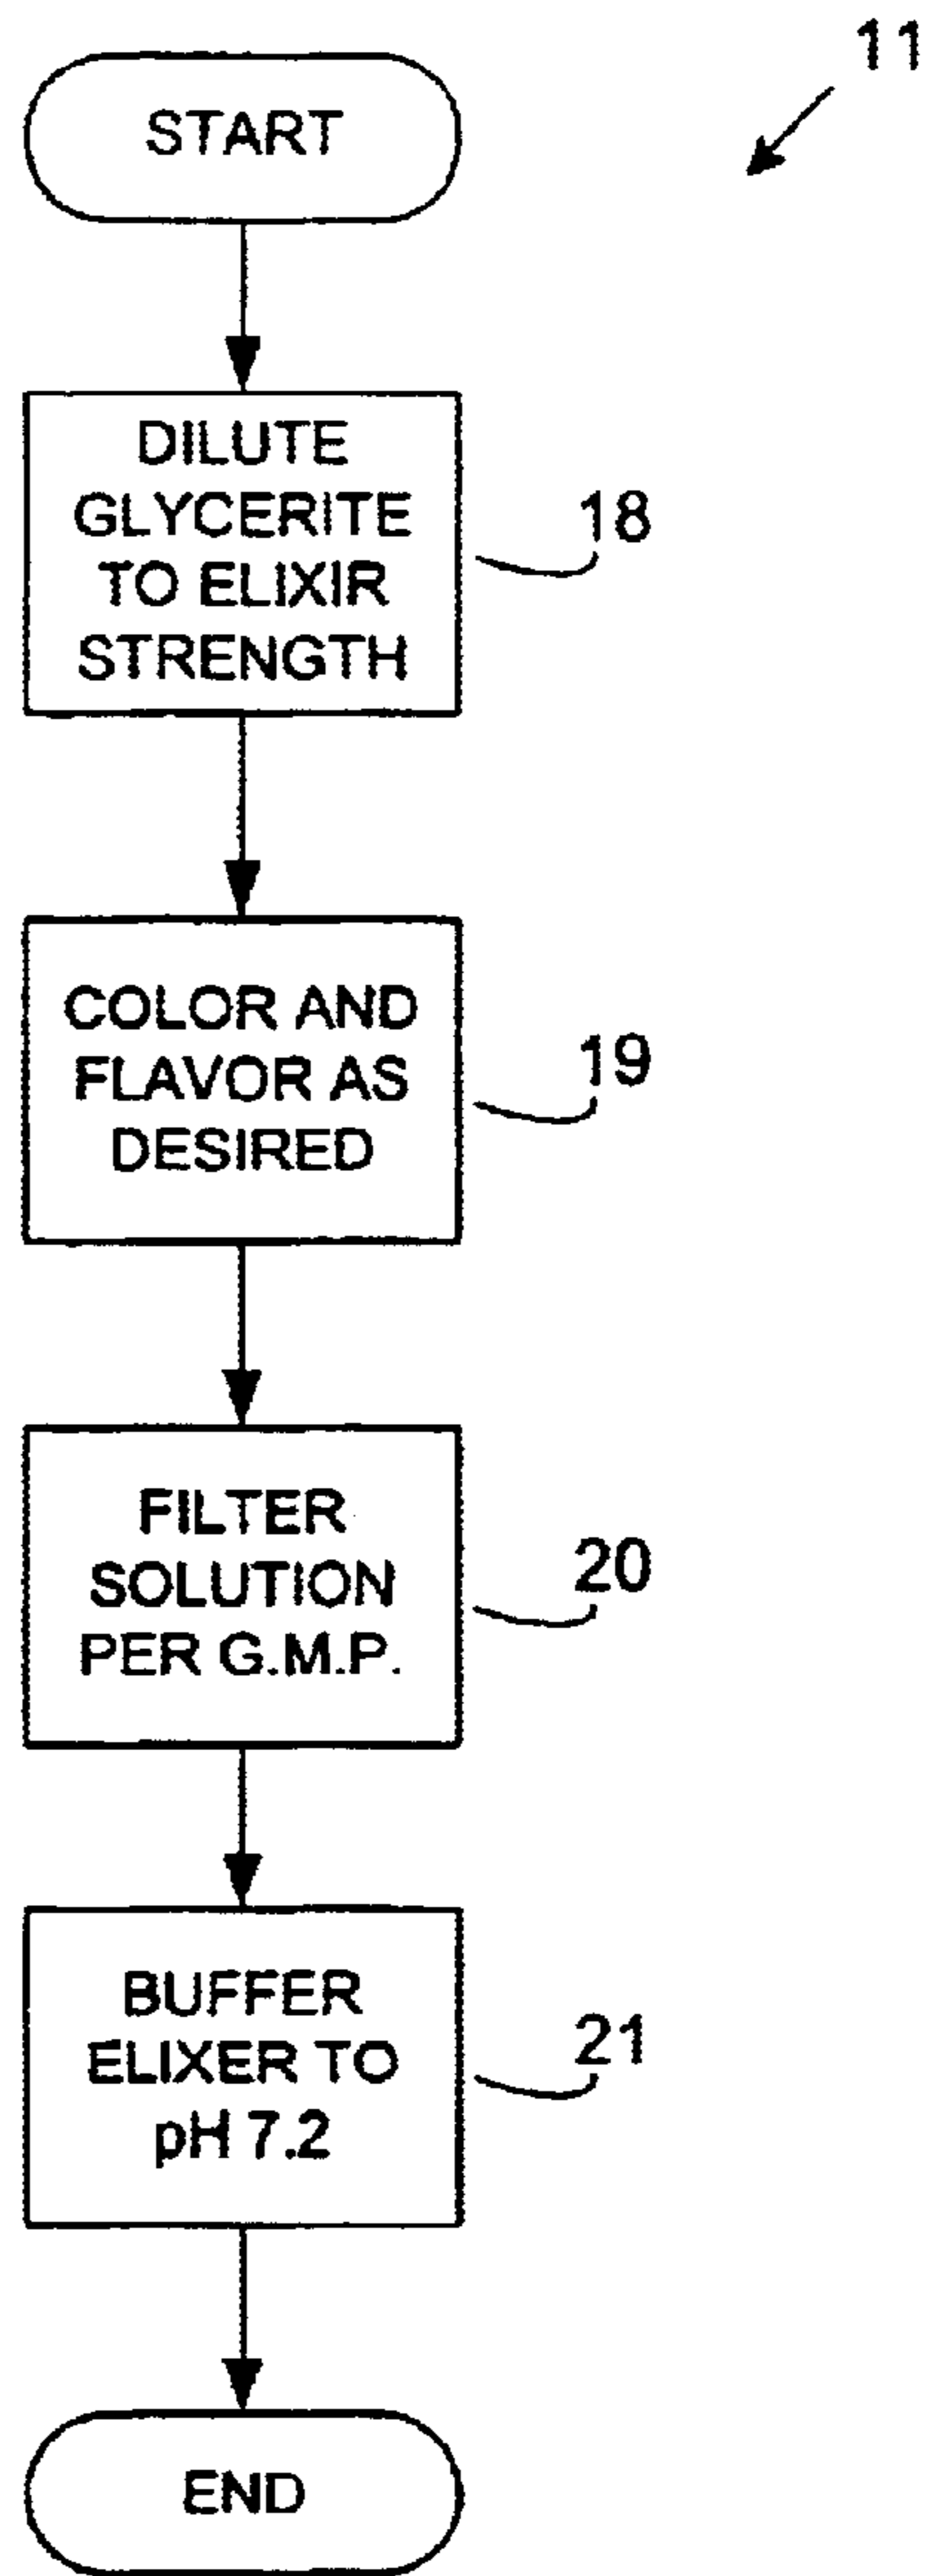 11
START
DILUTE
GLYCERITE
TO ELIXIR
STRENGTH
18
COLOR AND
FLAVOR AS
DESIRED
19
FILTER
SOLUTION
PER G.M.P.
20
BUFFER
ELIXER TO
pH 7.2
21
END